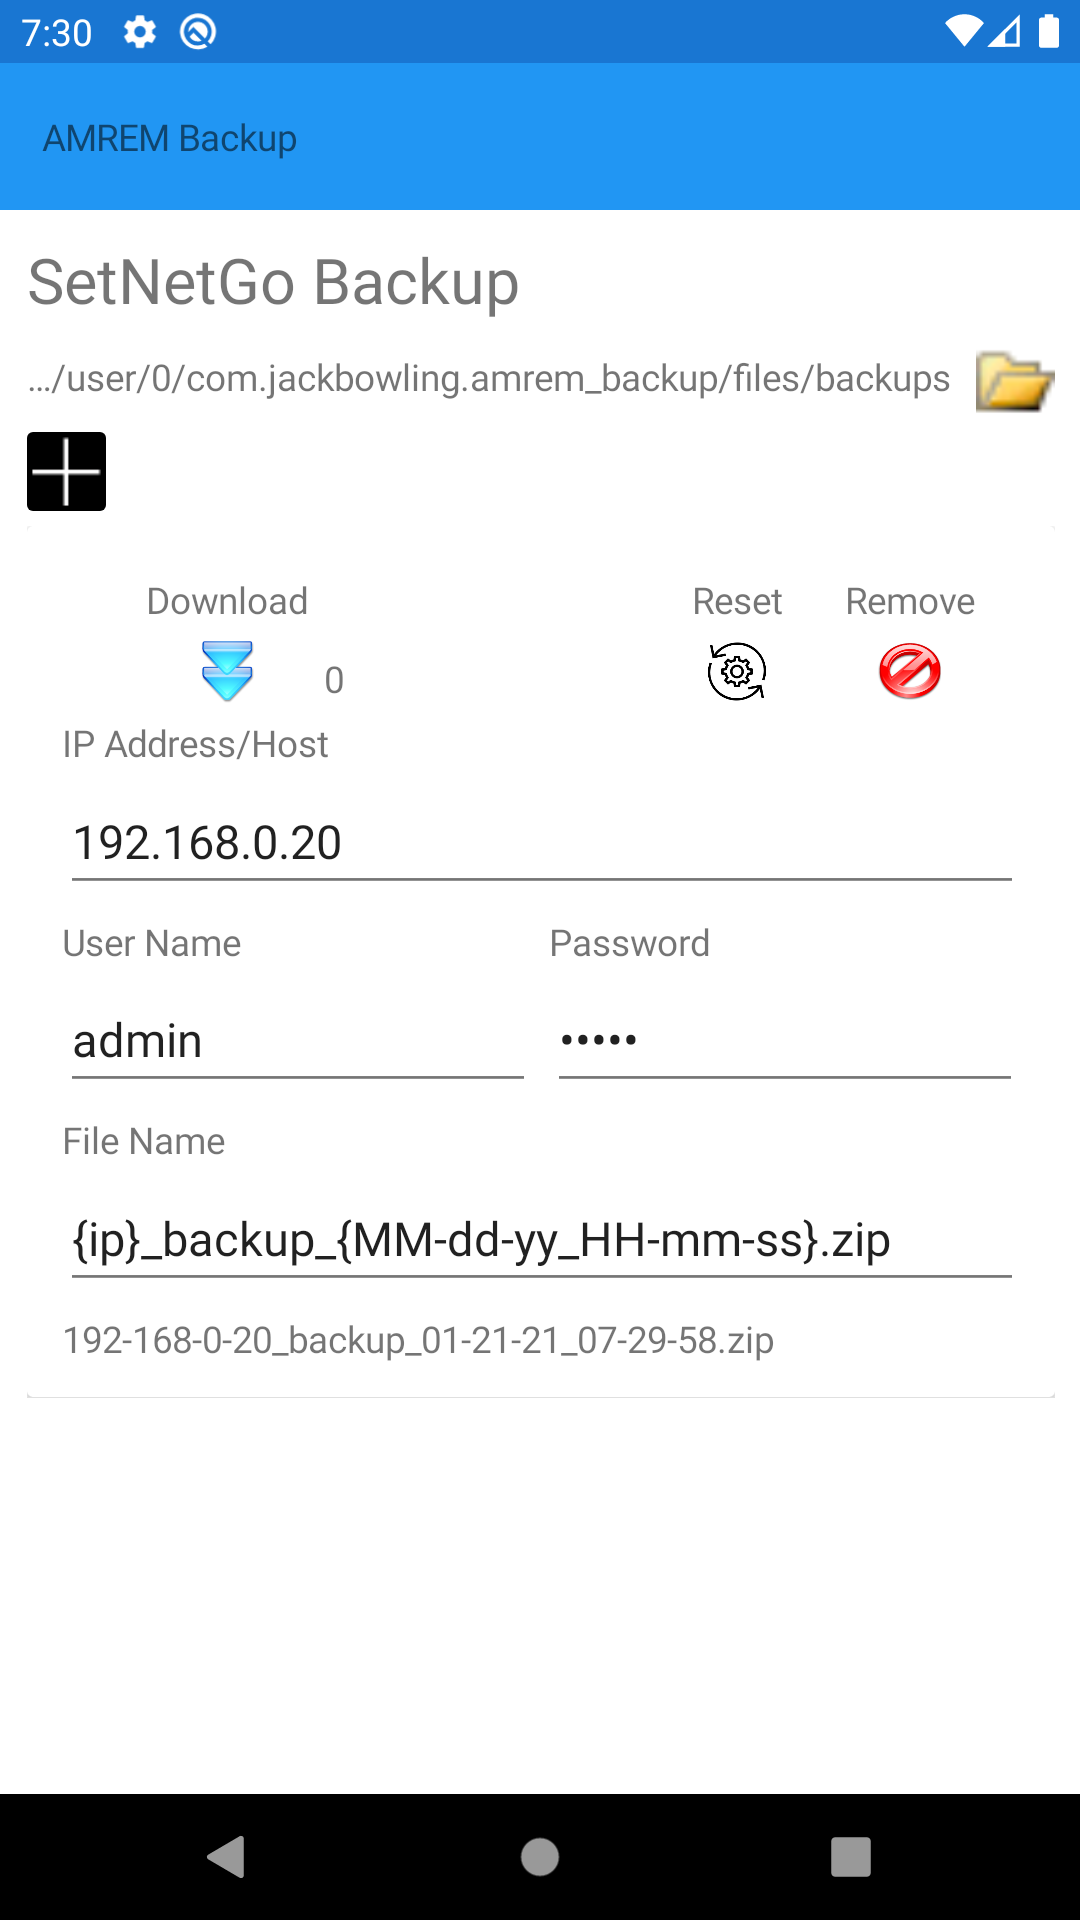 7:30
AMREM Backup
SetNetGo Backup
.../user/0/com.jackbowling.amrem_backup/files/backups
Download Reset Remove
0
IP Address/Host
192.168.0.20
User Name Password
admin •••••
File Name
{ip}_backup_{MM-dd-yy_HH-mm-ss}.zip
192-168-0-20_backup_01-21-21_07-29-58.zip